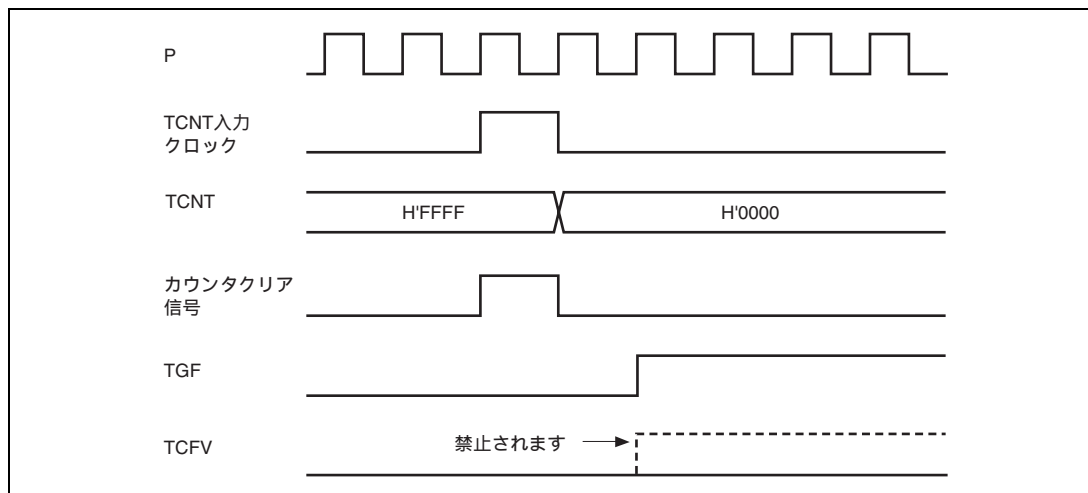 P
TCNT入力
クロック
TCNT
H'FFFF
H'0000
カウンタクリア
信号
TGF
TCFV
禁止されます